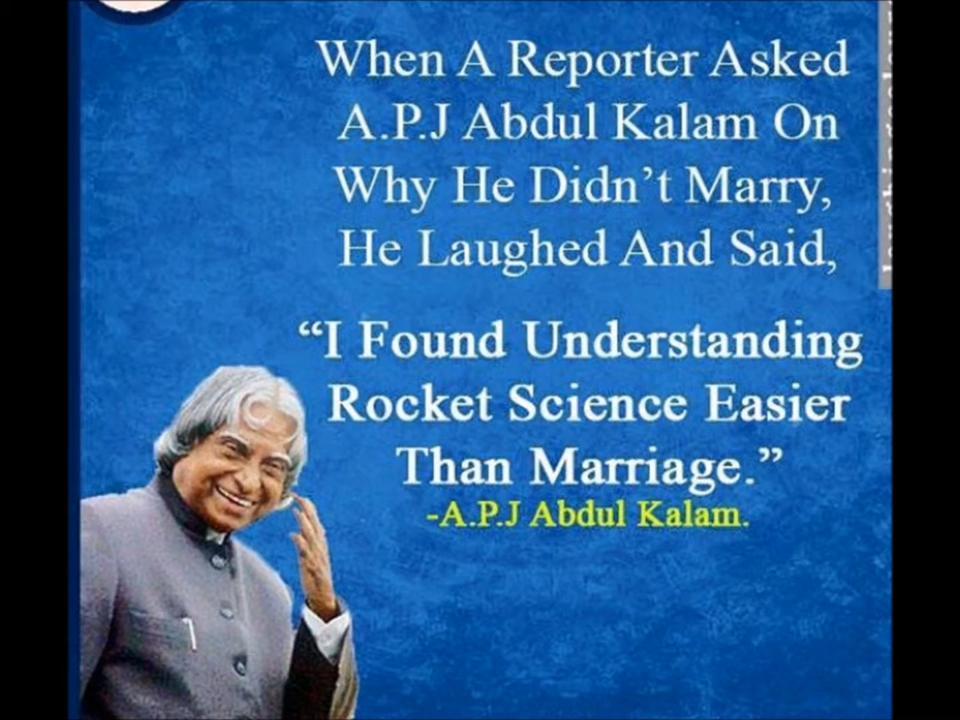 When A Reporter Asked
A.P.J Abdul Kalam On
Why He Didn’t Marry,
He Laughed And Said,
“I Found Understanding
Rocket Science Easier
Than Marriage.”
-A.P.J Abdul Kalam.